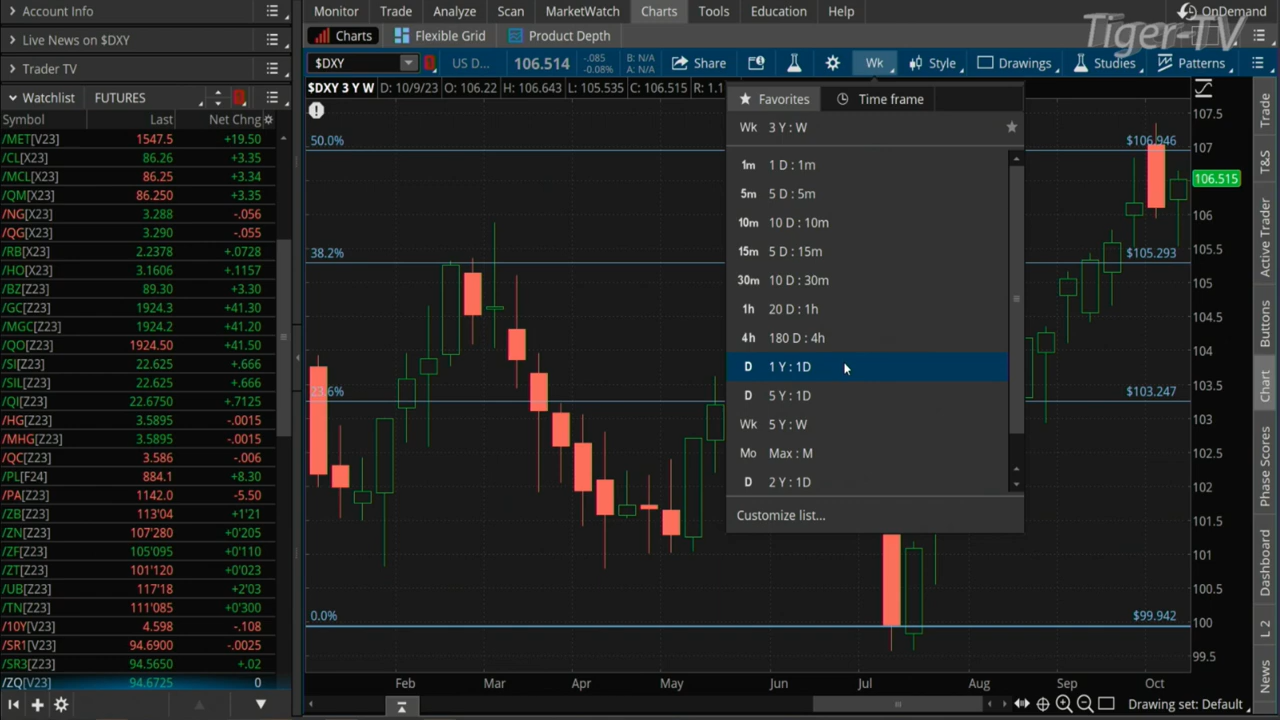 Account Info
Live News on $DXY
Trader TV
Watchlist FUTURES
Symbol Last Net Chng
/MET[V23] 1547.5 +19.50
/CL[X23] 86.26 +3.35
/MCL[X23] 86.25 +3.34
/QM[X23] 86.250 +3.35
/NG[X23] 3.288 -.056
/QG[X23] 3.290 -.055
/RB[X23] 2.2378 +.0728
/HO[X23] 3.1606 +.1157
/BZ[Z23] 89.30 +3.30
/GC[Z23] 1924.3 +41.30
/MGC[Z23] 1924.2 +41.20
/QO[Z23] 1924.50 +41.50
/SI[Z23] 22.625 +.666
/SIL[Z23] 22.625 +.666
/QI[Z23] 22.6750 +.7125
/HG[Z23] 3.5895 -.0015
/MHG[Z23] 3.5895 -.0015
/QC[Z23] 3.586 -.006
/PL[F24] 884.1 +8.30
/PA[Z23] 1142.0 -5.50
/ZB[Z23] 113'04 +1'21
/ZN[Z23] 107'280 +0'205
/ZF[Z23] 105'095 +0'110
/ZT[Z23] 101'120 +0'023
/UB[Z23] 117'18 +2'03
/TN[Z23] 111'085 +0'300
/10Y[V23] 4.598 -.108
/SR1[V23] 94.6900 -.0025
/SR3[Z23] 94.5650 +.02
/ZQ[V23] 94.6725 0
Monitor Trade Analyze Scan MarketWatch Charts Tools Education Help
OnDemand
Tiger-TV
Charts Flexible Grid Product Depth
$DXY US D... 106.514 -.085 -0.08% B: N/A A: N/A Share Wk Style Drawings Studies Patterns
$DXY 3 Y W D: 10/9/23 O: 106.22 H: 106.643 L: 105.535 C: 106.515 R: 1.1
Favorites Time frame
Wk 3 Y : W
1m 1 D : 1m
5m 5 D : 5m
10m 10 D : 10m
15m 5 D : 15m
30m 10 D : 30m
1h 20 D : 1h
4h 180 D : 4h
D 1 Y : 1D
D 5 Y : 1D
Wk 5 Y : W
Mo Max : M
D 2 Y : 1D
Customize list...
50.0% $106.946
38.2% $105.293
23.6% $103.247
0.0% $99.942
107.5
107
106.515
106
105.5
105
104.5
104
103.5
103
102.5
102
101.5
101
100.5
100
99.5
Feb Mar Apr May Jun Jul Aug Sep Oct
Drawing set: Default
Trade
T&S
Active Trader
Buttons
Chart
Phase Scores
Dashboard
L 2
News